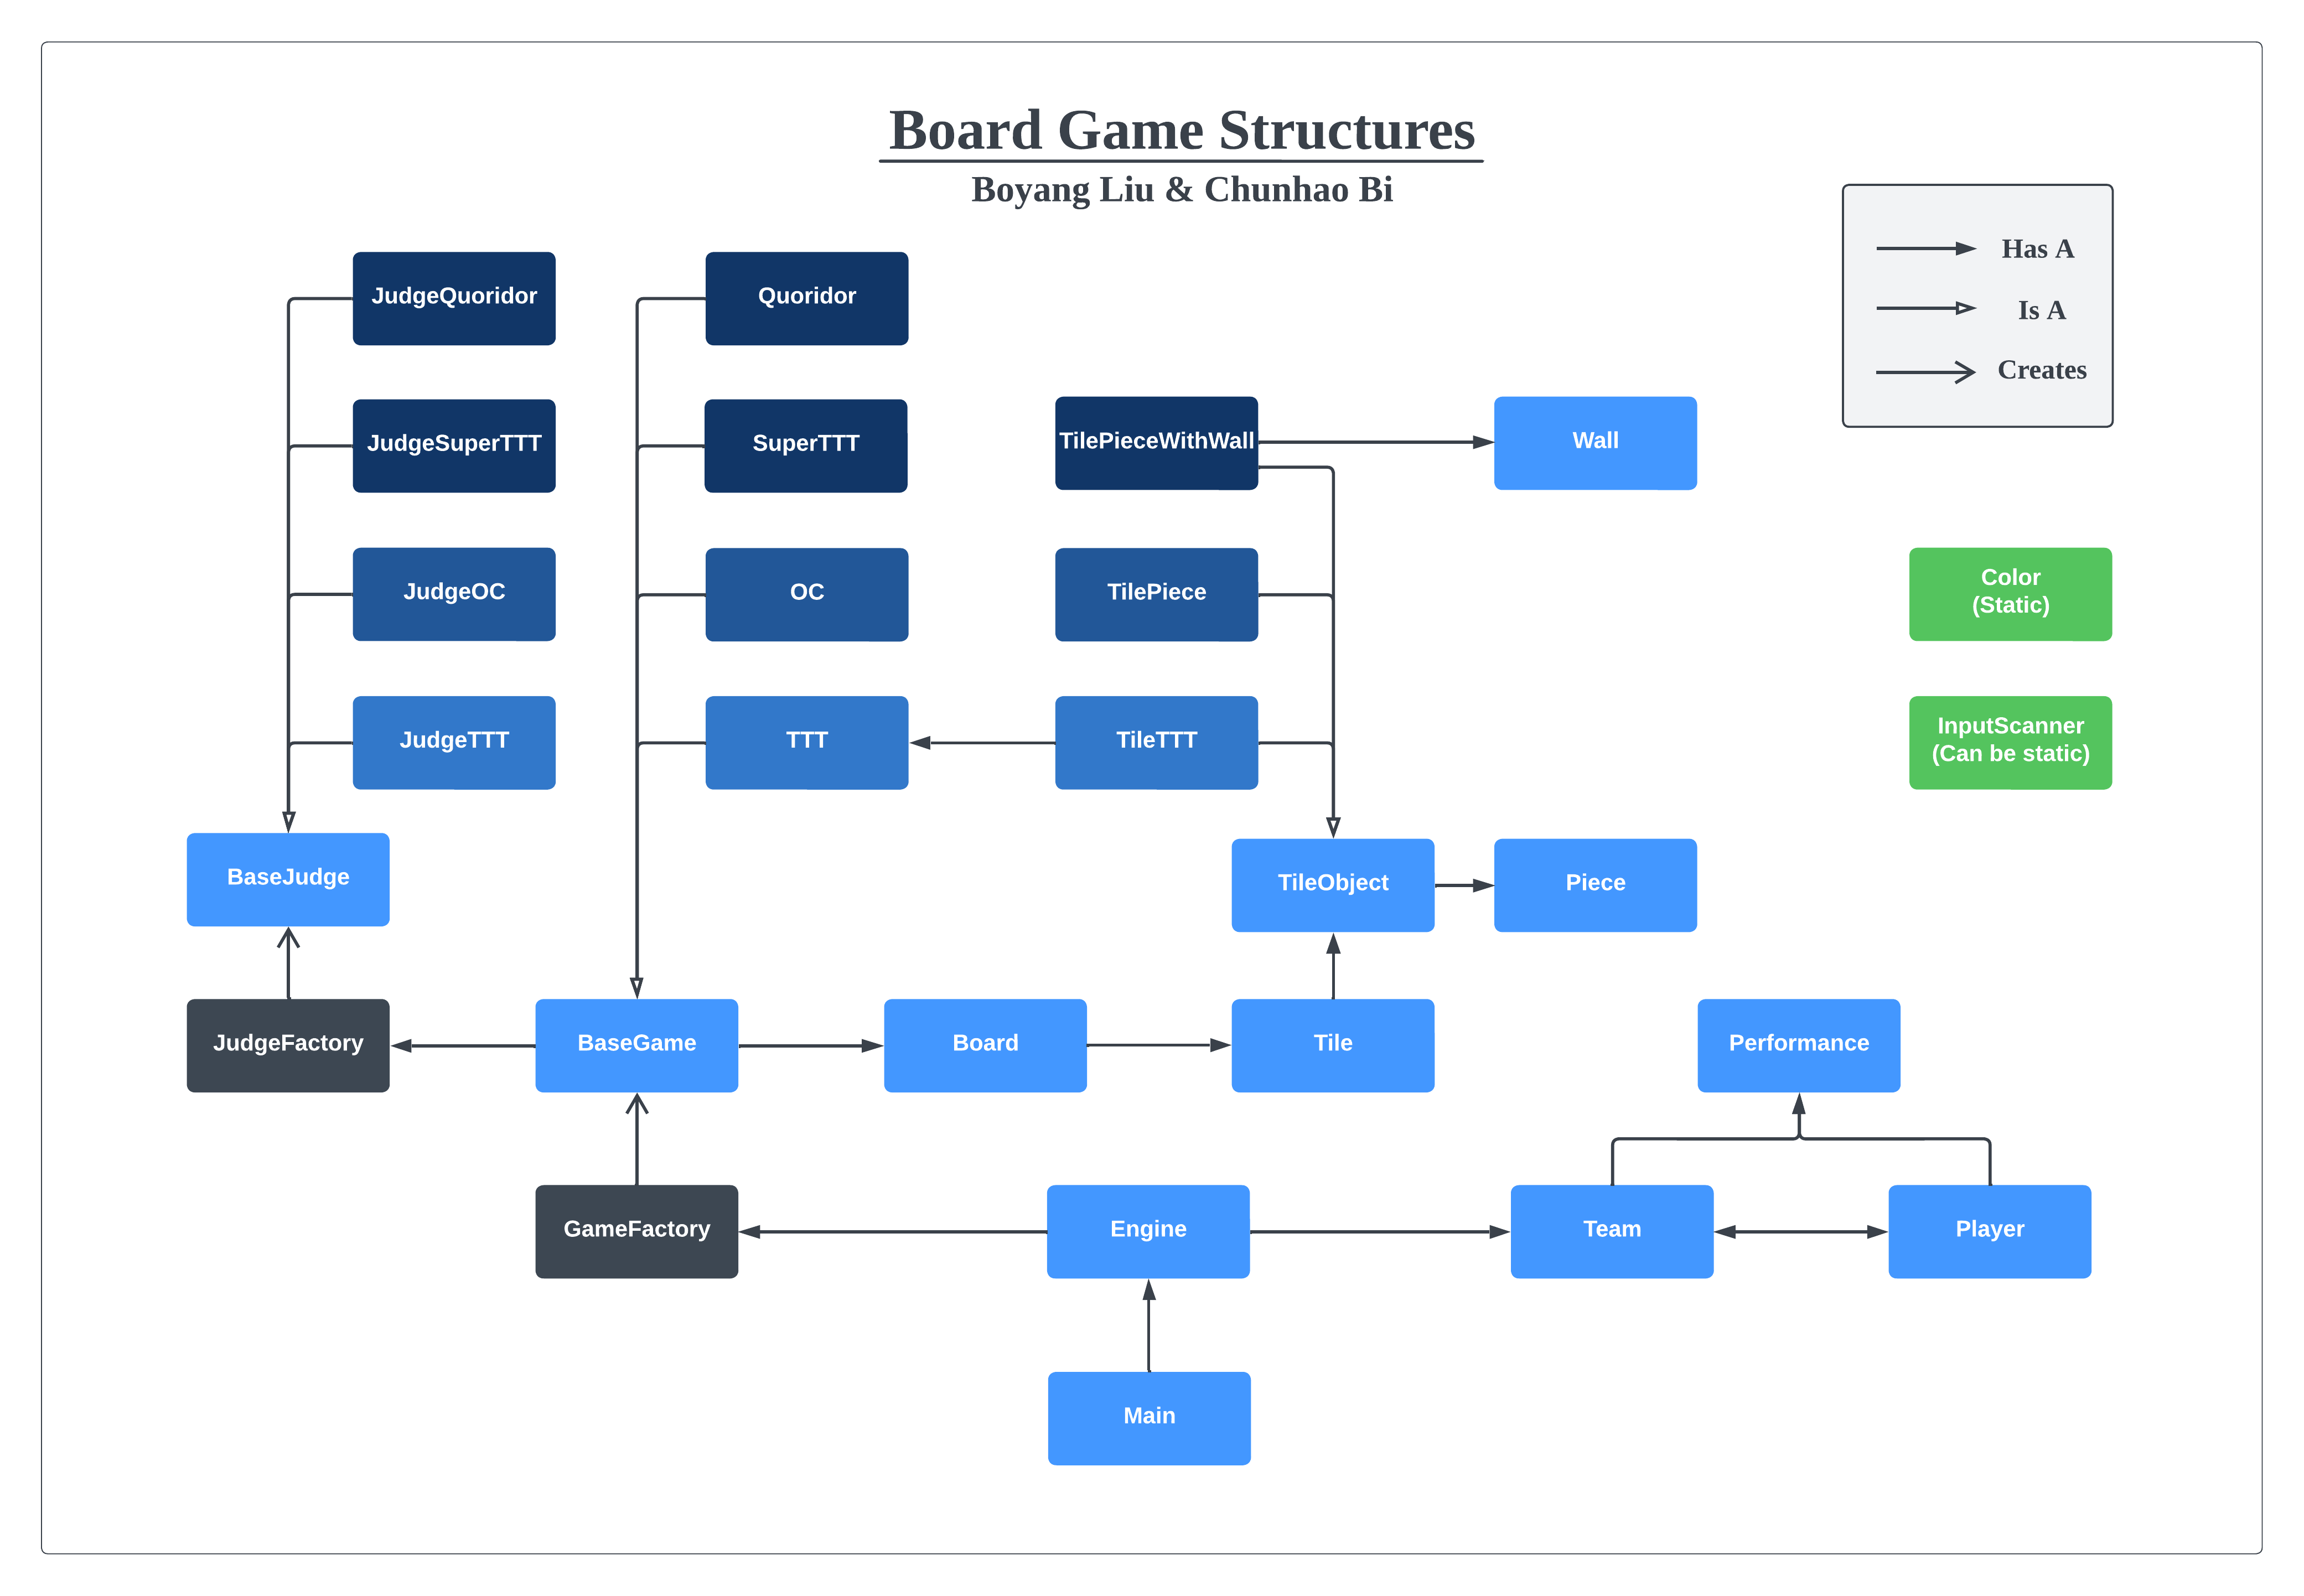 Board Game Structures
Boyang Liu & Chunhao Bi
Has A
Is A
Creates
JudgeQuoridor
Quoridor
JudgeSuperTTT
SuperTTT
TilePieceWithWall
Wall
JudgeOC
OC
TilePiece
Color
(Static)
JudgeTTT
TTT
TileTTT
InputScanner
(Can be static)
BaseJudge
TileObject
Piece
JudgeFactory
BaseGame
Board
Tile
Performance
GameFactory
Engine
Team
Player
Main